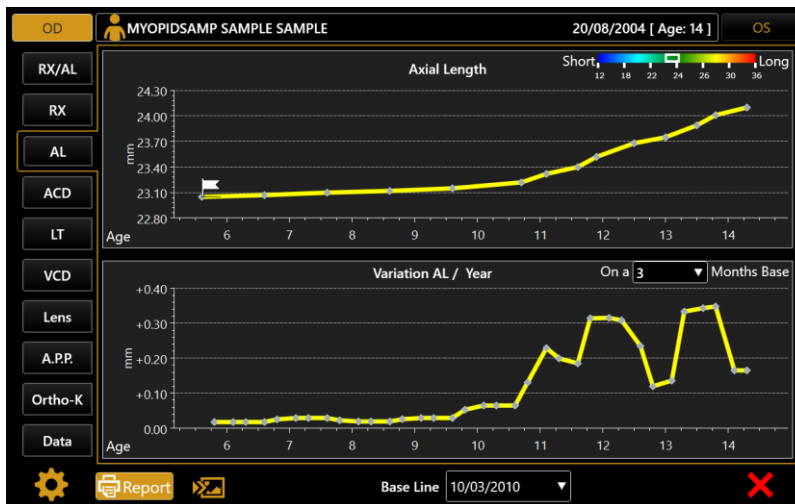 OD
MYOPIDSAMP SAMPLE SAMPLE
20/08/2004 [ Age: 14 ]
OS
RX/AL
RX
AL
ACD
LT
VCD
Lens
A.P.P.
Ortho-K
Data
Axial Length
Short
Long
12 18 22 24 26 30 36
24.30
24.00
23.70
mm
23.40
23.10
22.80
Age 6 7 8 9 10 11 12 13 14
Variation AL / Year
On a 3 Months Base
+0.40
+0.30
mm
+0.20
+0.10
0.00
Age 6 7 8 9 10 11 12 13 14
Report
Base Line 10/03/2010